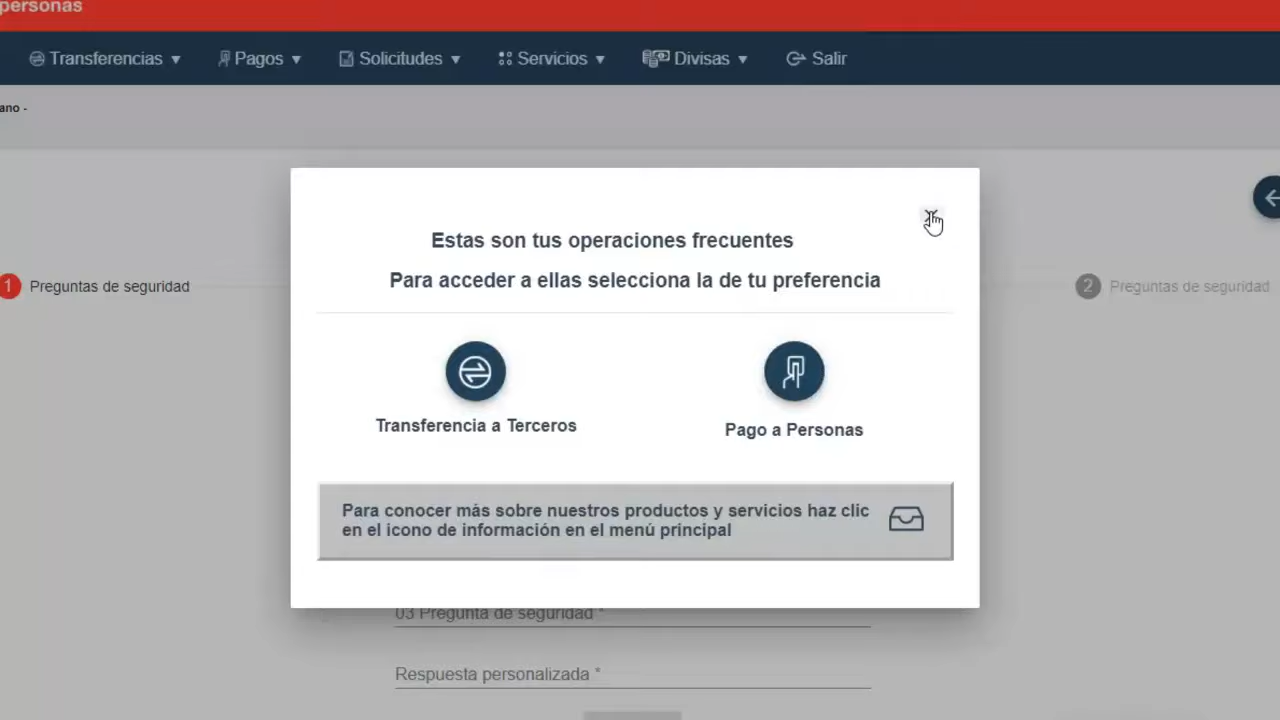 personas
Transferencias ▼ Pagos ▼ Solicitudes ▼ Servicios ▼ Divisas ▼ Salir
ano -
Estas son tus operaciones frecuentes
Para acceder a ellas selecciona la de tu preferencia
1 Preguntas de seguridad
2 Preguntas de seguridad
Transferencia a Terceros
Pago a Personas
Para conocer más sobre nuestros productos y servicios haz clic
en el icono de información en el menú principal
03 Pregunta de seguridad *
Respuesta personalizada *